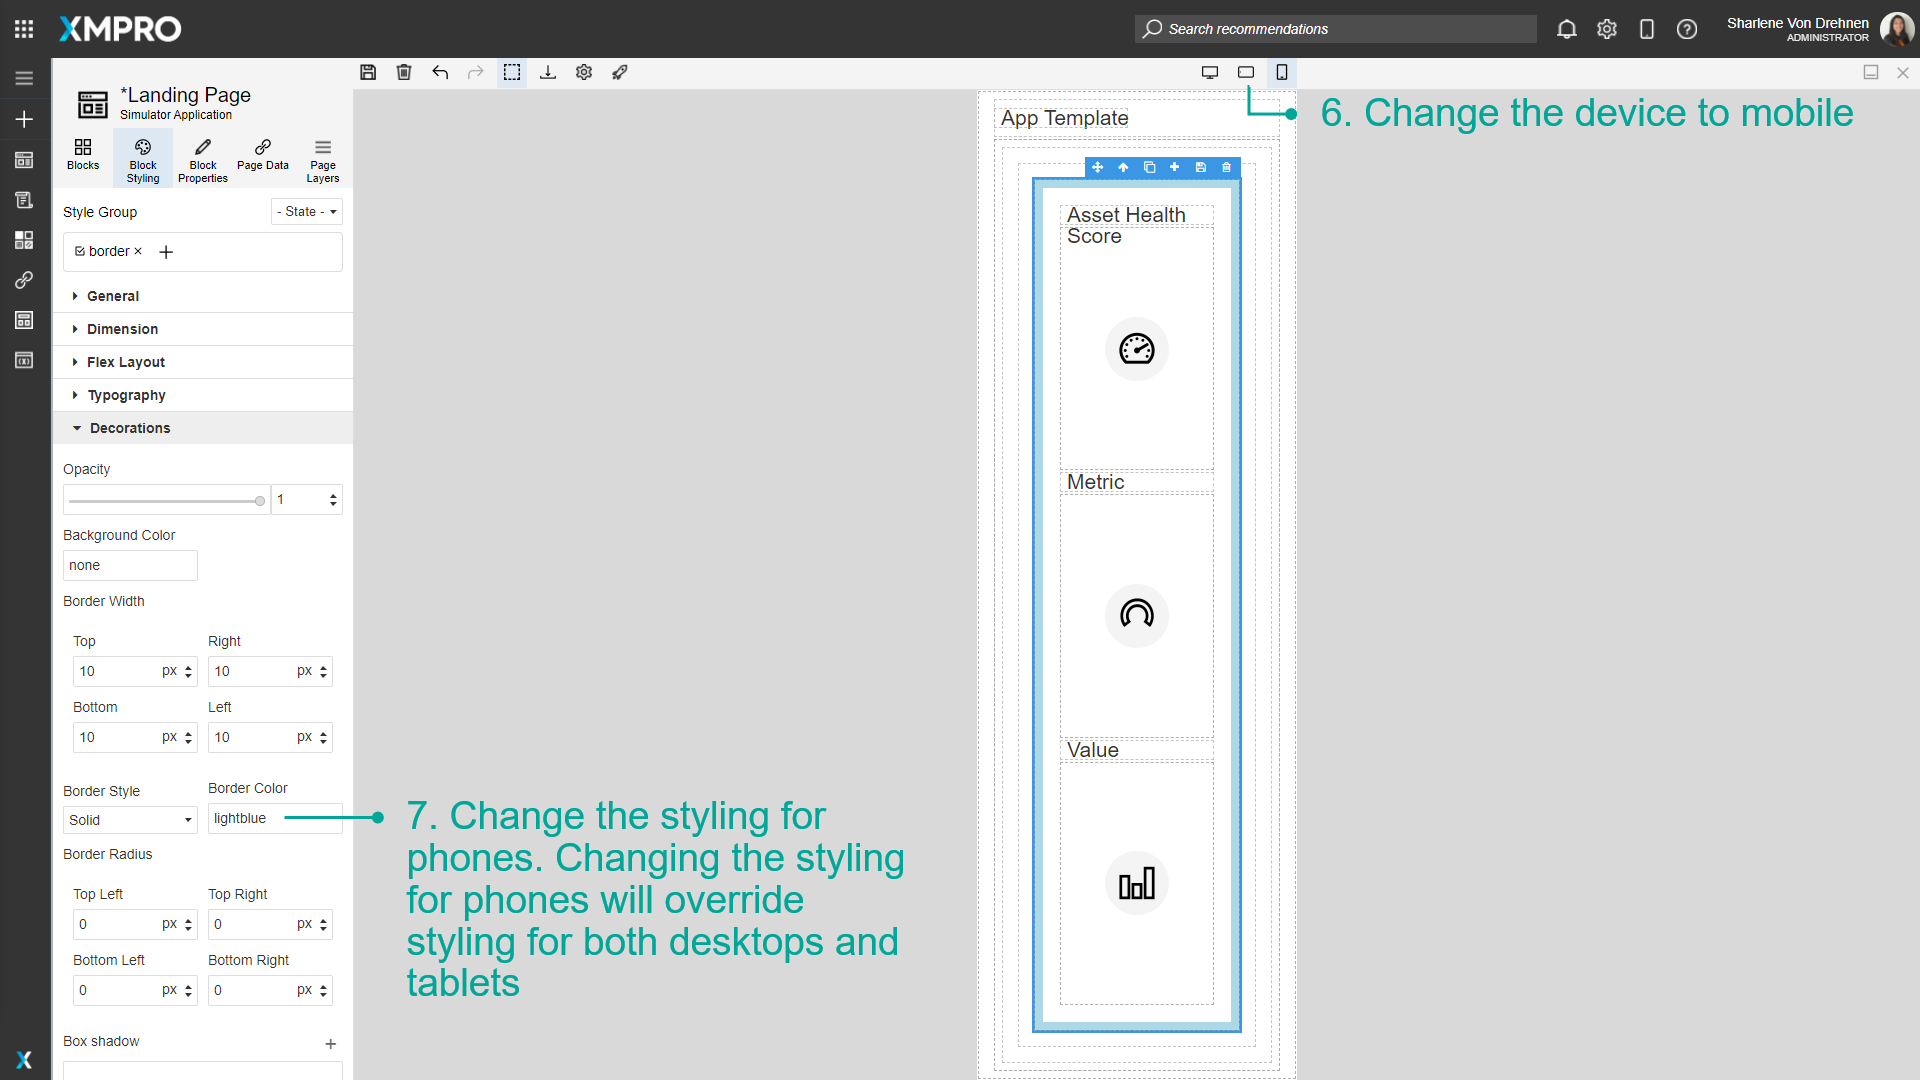 XMPRO
Search recommendations
Sharlene Von Drehnen
ADMINISTRATOR
*Landing Page
Simulator Application
Blocks
Block Styling
Block Properties
Page Data
Page Layers
Style Group
- State -
border ×
General
Dimension
Flex Layout
Typography
Decorations
Opacity
1
Background Color
none
Border Width
Top
Right
10 px
10 px
Bottom
Left
10 px
10 px
Border Style
Border Color
Solid
lightblue
Border Radius
Top Left
Top Right
0 px
0 px
Bottom Left
Bottom Right
0 px
0 px
Box shadow
App Template
Asset Health
Score
Metric
Value
6. Change the device to mobile
7. Change the styling for
phones. Changing the styling
for phones will override
styling for both desktops and
tablets